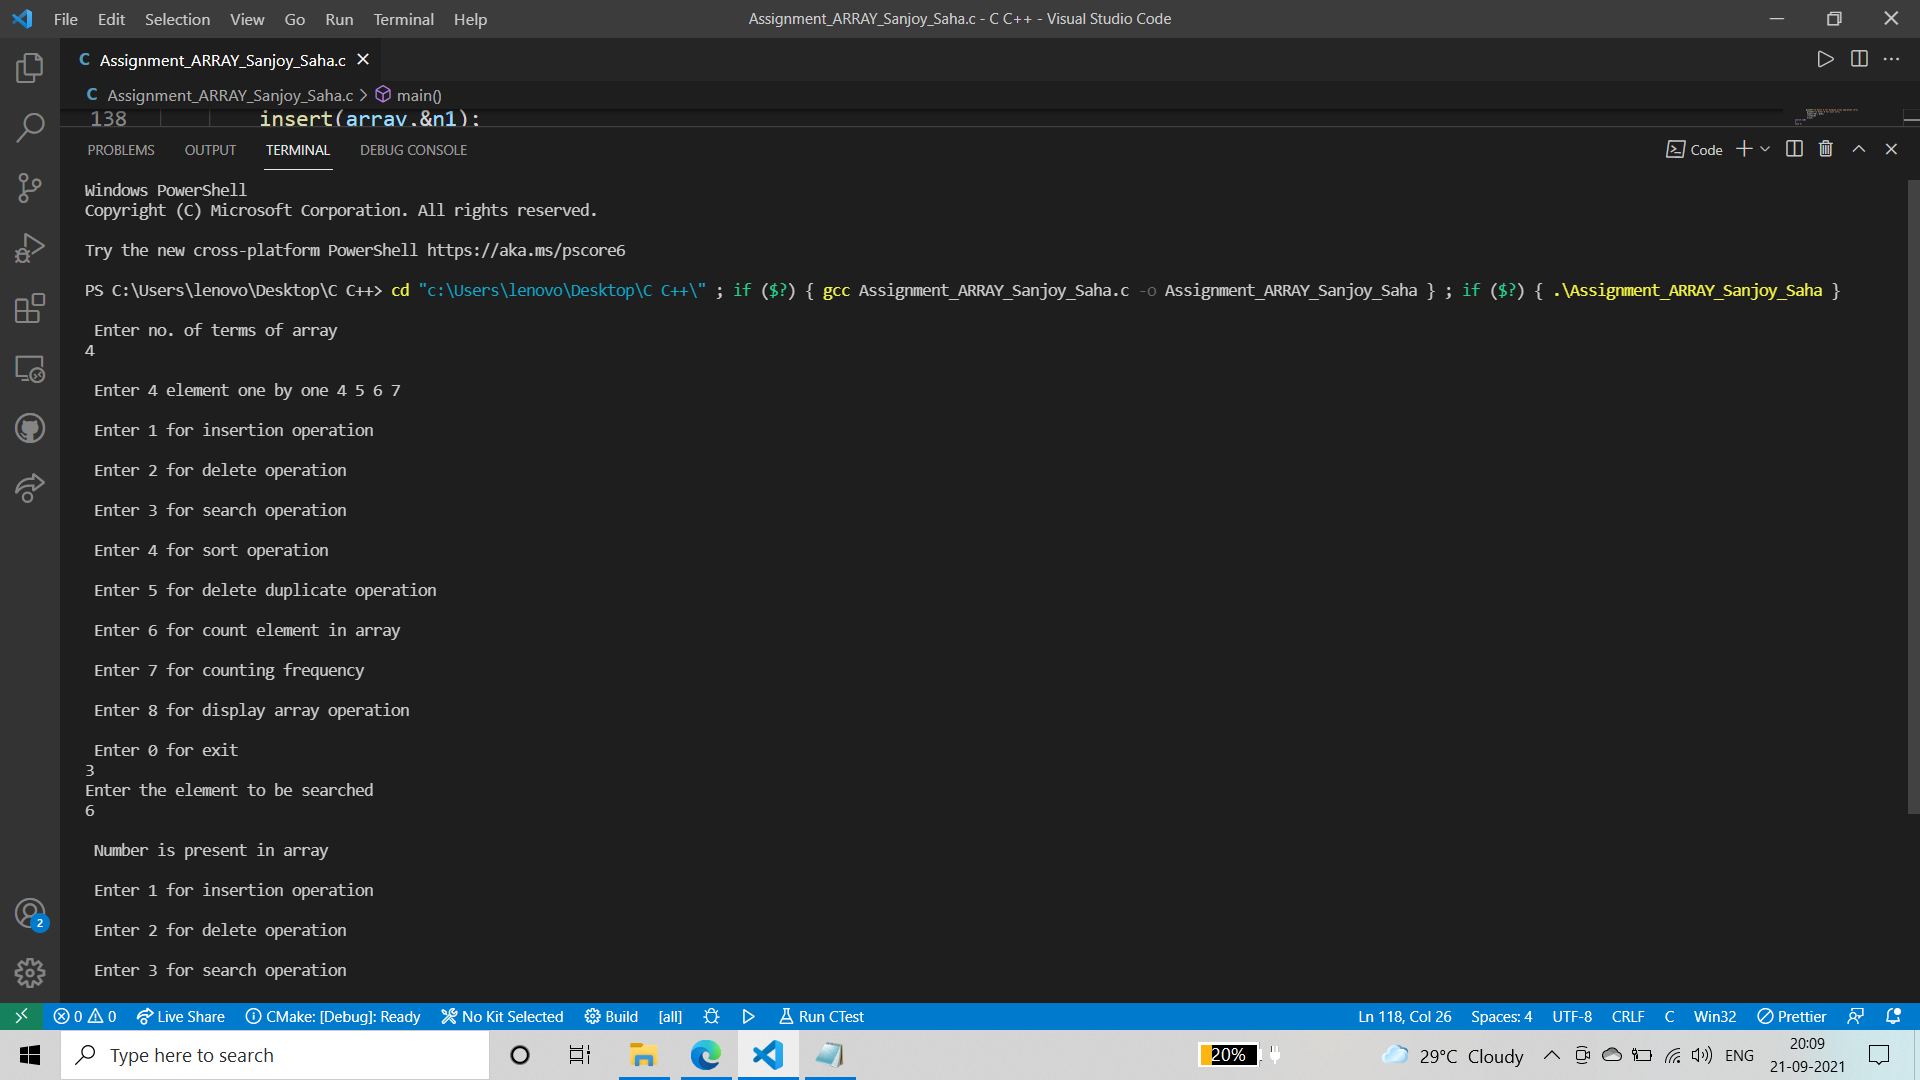 File Edit Selection View Go Run Terminal Help
Assignment_ARRAY_Sanjoy_Saha.c - C C++ - Visual Studio Code
C Assignment_ARRAY_Sanjoy_Saha.c
C Assignment_ARRAY_Sanjoy_Saha.c > main()
138 insert(array,&n1);
PROBLEMS OUTPUT TERMINAL DEBUG CONSOLE
Code
Windows PowerShell
Copyright (C) Microsoft Corporation. All rights reserved.
Try the new cross-platform PowerShell https://aka.ms/pscore6
PS C:\Users\lenovo\Desktop\C C++> cd "c:\Users\lenovo\Desktop\C C++\" ; if ($?) { gcc Assignment_ARRAY_Sanjoy_Saha.c -o Assignment_ARRAY_Sanjoy_Saha } ; if ($?) { .\Assignment_ARRAY_Sanjoy_Saha }
Enter no. of terms of array
4
Enter 4 element one by one 4 5 6 7
Enter 1 for insertion operation
Enter 2 for delete operation
Enter 3 for search operation
Enter 4 for sort operation
Enter 5 for delete duplicate operation
Enter 6 for count element in array
Enter 7 for counting frequency
Enter 8 for display array operation
Enter 0 for exit
3
Enter the element to be searched
6
Number is present in array
Enter 1 for insertion operation
Enter 2 for delete operation
Enter 3 for search operation
2
0 0 Live Share CMake: [Debug]: Ready No Kit Selected Build [all] Run CTest
Ln 118, Col 26 Spaces: 4 UTF-8 CRLF C Win32 Prettier
Type here to search
20%
29°C Cloudy
ENG
20:09
21-09-2021